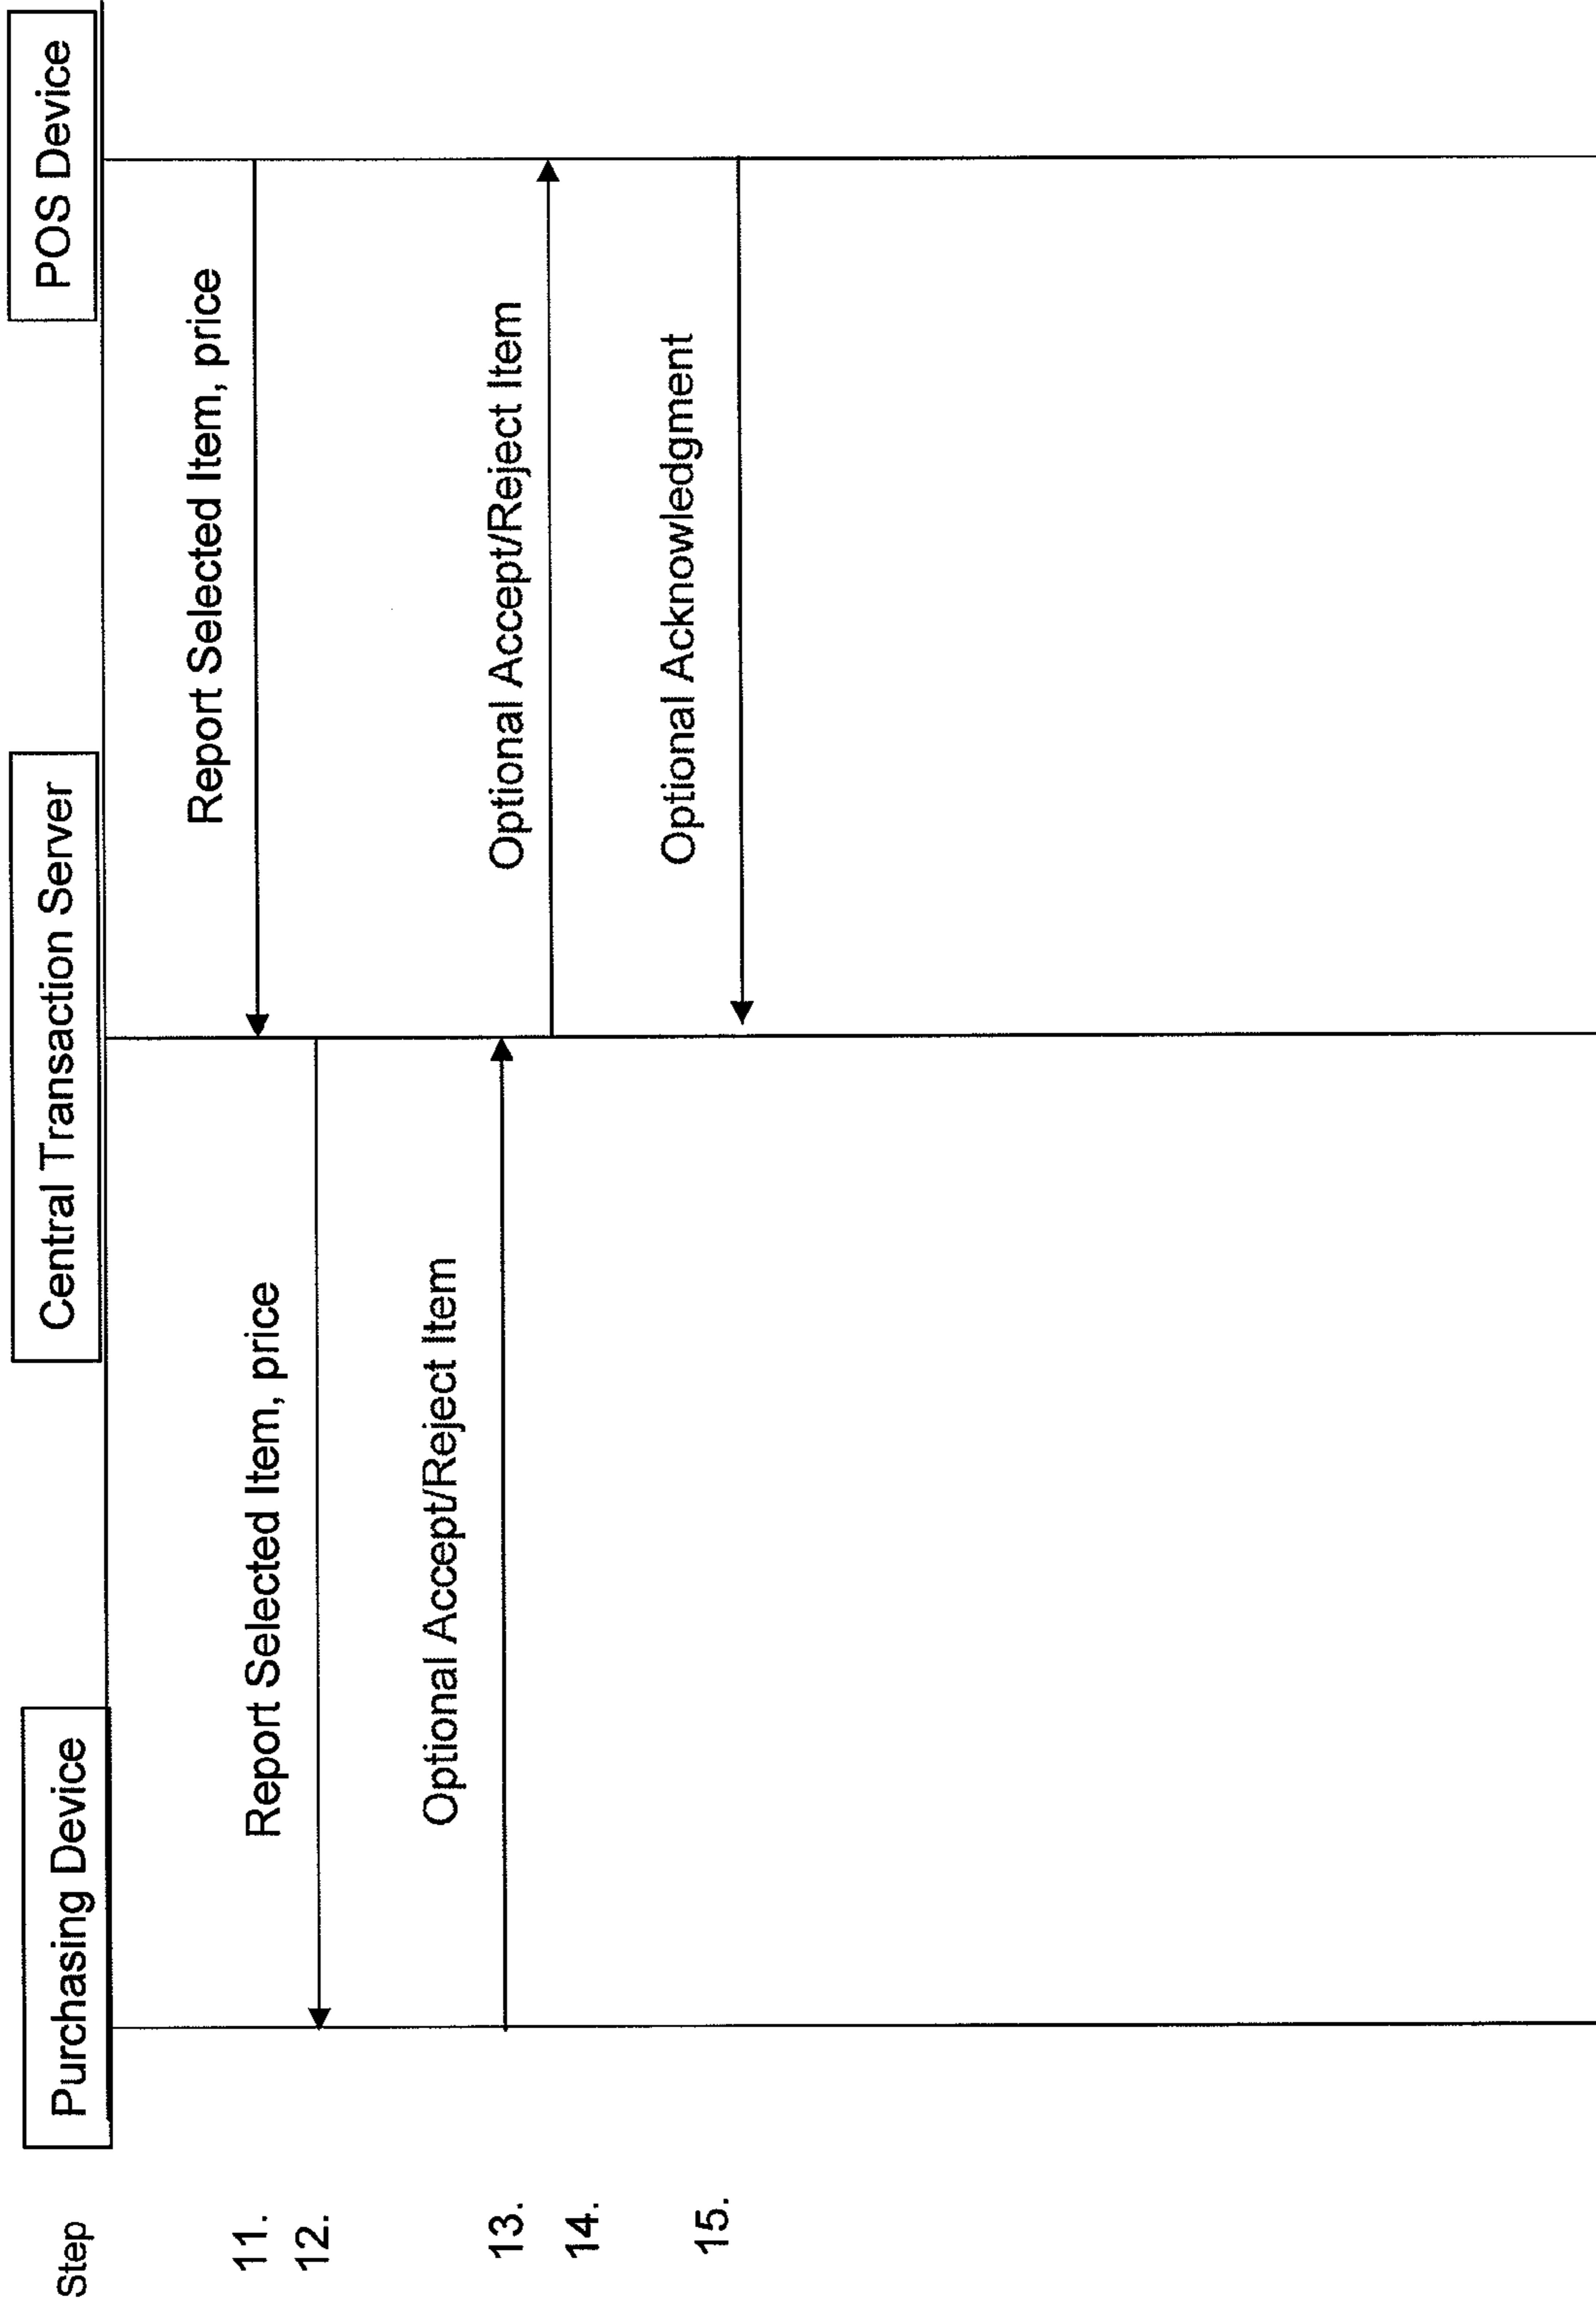 Step
Purchasing Device
Central Transaction Server
POS Device
11.
Report Selected Item, price
12.
Report Selected Item, price
13.
Optional Accept/Reject Item
14.
Optional Accept/Reject Item
15.
Optional Acknowledgment